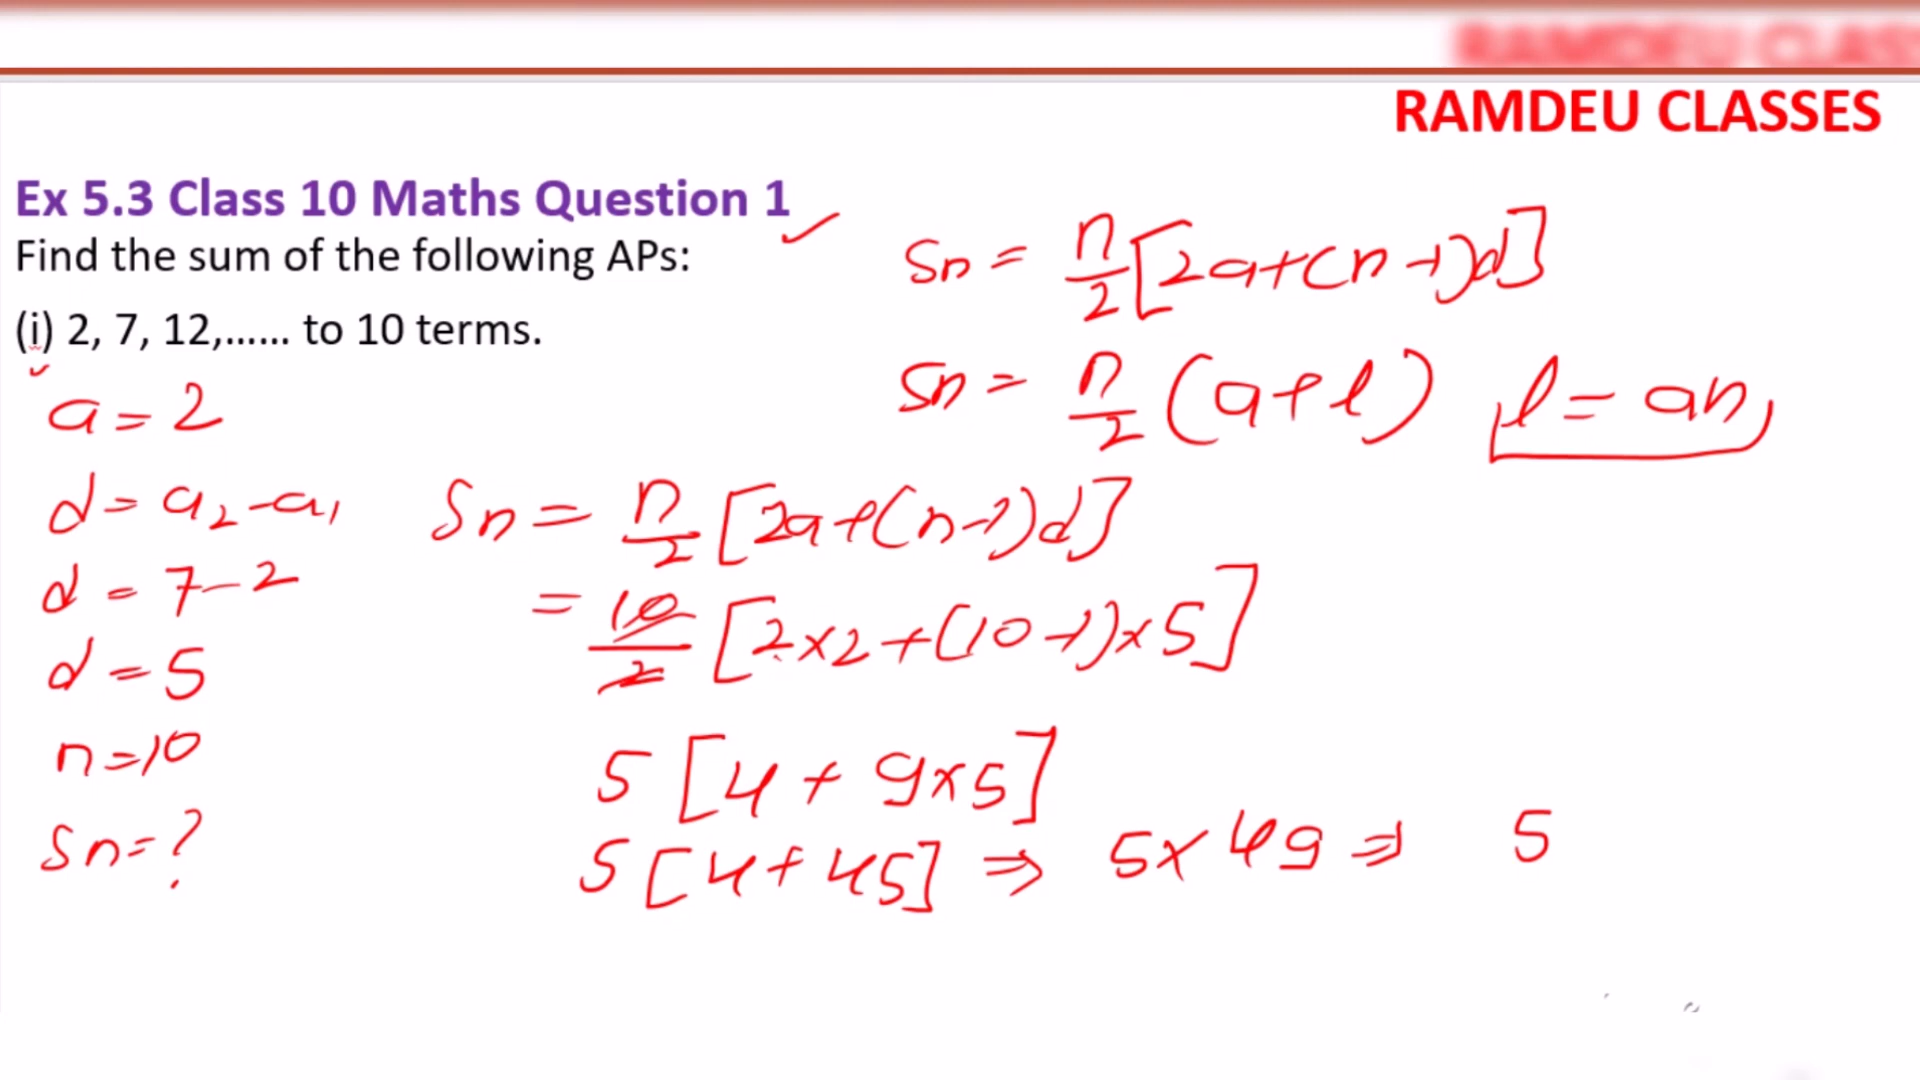 RAMDEU CLASSES
RAMDEU CLASSES
Ex 5.3 Class 10 Maths Question 1
Find the sum of the following APs:
(i) 2, 7, 12,...... to 10 terms.
Sn = n/2 [2a+(n-1)d]
Sn = n/2 (a+l) l = an
a = 2
d = a₂-a₁
d = 7-2
d = 5
n=10
Sn=?
Sn = n/2 [2a+(n-1)d]
= 10/2 [2×2+(10-1)×5]
5 [4 + 9×5]
5 [4+45] ⇒ 5×49 ⇒ 5